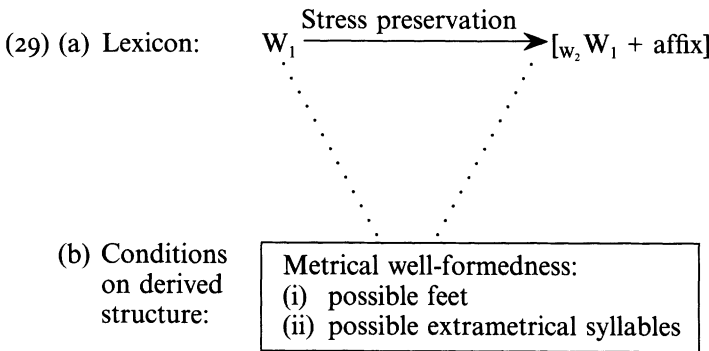 Stress preservation
(29) (a) Lexicon: W₁ [W₂ W₁ + affix]
(b) Conditions
on derived
structure:
Metrical well-formedness:
(i) possible feet
(ii) possible extrametrical syllables